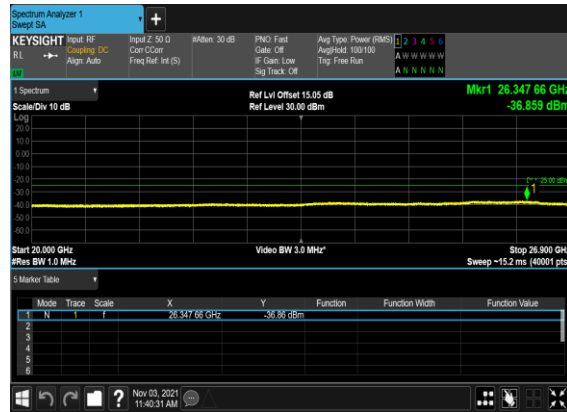 Spectrum Analyzer 1
Swept SA
KEYSIGHT Input: RF Input Z: 50 Ω #Atten: 30 dB PNO: Fast Avg Type: Power (RMS) 1 2 3 4 5 6
RL Coupling: DC Corr CCorr Gate: Off Avg|Hold: 100/100 A W W W W W
Align: Auto Freq Ref: Int (S) IF Gain: Low Trig: Free Run
Sig Track: Off A N N N N N
1 Spectrum Ref Lvl Offset 15.05 dB Mkr1 26.347 66 GHz
Scale/Div 10 dB Ref Level 30.00 dBm -36.859 dBm
Log
20.0
10.0
0.00
-10.0
-20.0
-25.00 dBm
-30.0
1
-40.0
-50.0
-60.0
Start 20.000 GHz Video BW 3.0 MHz* Stop 26.900 GHz
#Res BW 1.0 MHz Sweep ~15.2 ms (40001 pts)
5 Marker Table
Mode Trace Scale X Y Function Function Width Function Value
1 N 1 f 26.347 66 GHz -36.86 dBm
2
3
4
5
6
? Nov 03, 2021
11:40:31 AM